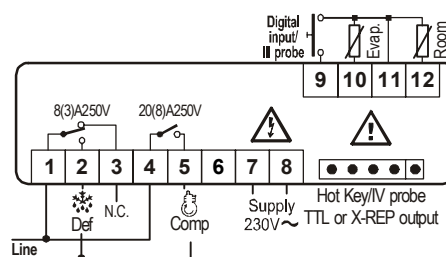 Digital
input/
III probe
Evap.
Room
9 10 11 12
8(3)A250V
20(8)A250V
1 2 3 4 5 6 7 8
Def
N.C.
Comp
Supply
230V~
Hot Key/IV probe
TTL or X-REP output
Line